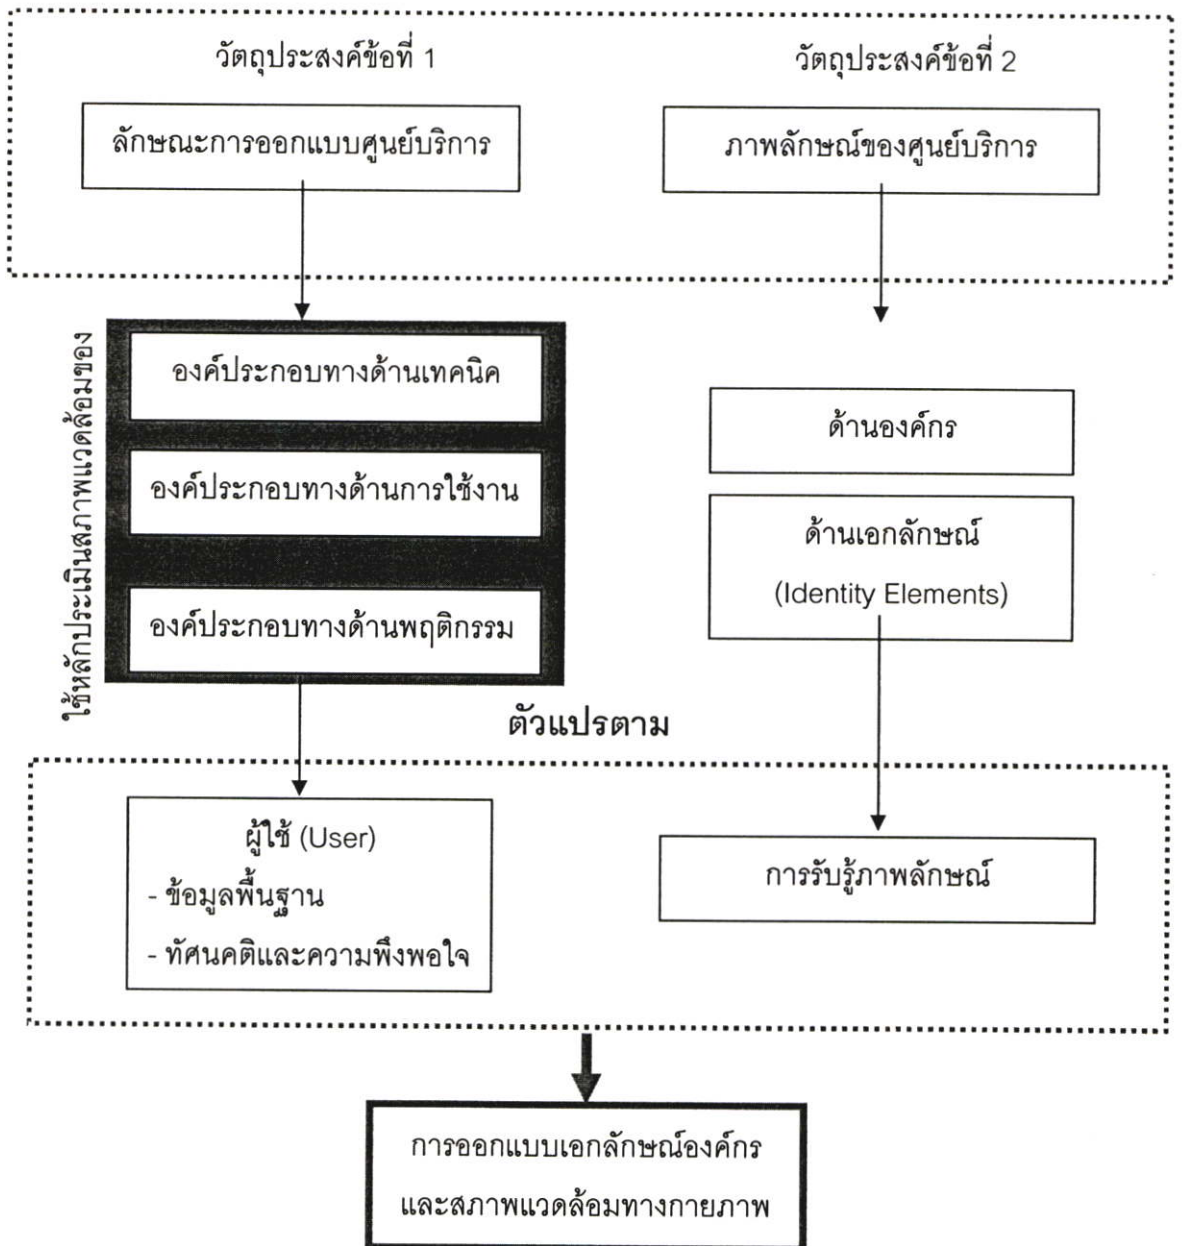 วัตถุประสงค์ข้อที่ 1
วัตถุประสงค์ข้อที่ 2
ลักษณะการออกแบบศูนย์บริการ
ภาพลักษณ์ของศูนย์บริการ
ใช้หลักประเมินสภาพแวดล้อมของ
องค์ประกอบทางด้านเทคนิค
องค์ประกอบทางด้านการใช้งาน
องค์ประกอบทางด้านพฤติกรรม
ด้านองค์กร
ด้านเอกลักษณ์
(Identity Elements)
ตัวแปรตาม
ผู้ใช้ (User)
- ข้อมูลพื้นฐาน
- ทัศนคติและความพึงพอใจ
การรับรู้ภาพลักษณ์
การออกแบบเอกลักษณ์องค์กร
และสภาพแวดล้อมทางกายภาพ